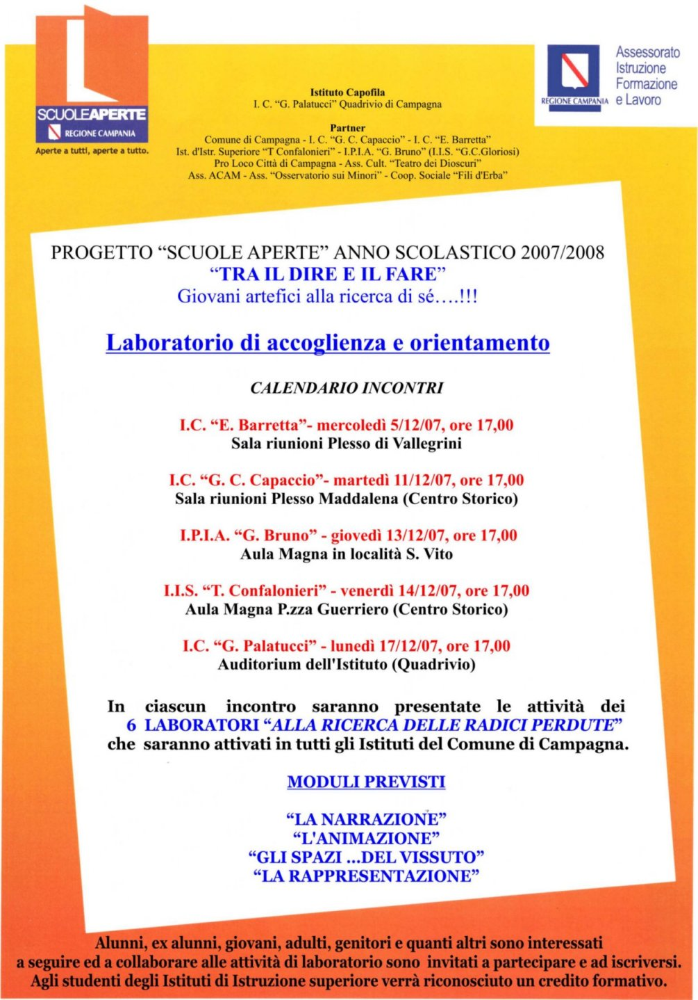 SCUOLEAPERTE
REGIONE CAMPANIA
Aperte a tutti, aperte a tutto.
REGIONE CAMPANIA
Assessorato
Istruzione
Formazione
e Lavoro
Istituto Capofila
I. C. “G. Palatucci” Quadrivio di Campagna
Partner
Comune di Campagna - I. C. “G. C. Capaccio” - I. C. “E. Barretta”
Ist. d'Istr. Superiore “T Confalonieri” - I.P.I.A. “G. Bruno” (I.I.S. “G.C.Gloriosi)
Pro Loco Città di Campagna - Ass. Cult. “Teatro dei Dioscuri”
Ass. ACAM - Ass. “Osservatorio sui Minori” - Coop. Sociale “Fili d'Erba”
PROGETTO “SCUOLE APERTE” ANNO SCOLASTICO 2007/2008
“TRA IL DIRE E IL FARE”
Giovani artefici alla ricerca di sé….!!!
Laboratorio di accoglienza e orientamento
CALENDARIO INCONTRI
I.C. “E. Barretta”- mercoledì 5/12/07, ore 17,00
Sala riunioni Plesso di Vallegrini
I.C. “G. C. Capaccio”- martedì 11/12/07, ore 17,00
Sala riunioni Plesso Maddalena (Centro Storico)
I.P.I.A. “G. Bruno” - giovedì 13/12/07, ore 17,00
Aula Magna in località S. Vito
I.I.S. “T. Confalonieri” - venerdì 14/12/07, ore 17,00
Aula Magna P.zza Guerriero (Centro Storico)
I.C. “G. Palatucci” - lunedì 17/12/07, ore 17,00
Auditorium dell'Istituto (Quadrivio)
In ciascun incontro saranno presentate le attività dei
6 LABORATORI “ALLA RICERCA DELLE RADICI PERDUTE”
che saranno attivati in tutti gli Istituti del Comune di Campagna.
MODULI PREVISTI
“LA NARRAZIONE”
“L'ANIMAZIONE”
“GLI SPAZI ...DEL VISSUTO”
“LA RAPPRESENTAZIONE”
Alunni, ex alunni, giovani, adulti, genitori e quanti altri sono interessati
a seguire ed a collaborare alle attività di laboratorio sono invitati a partecipare e ad iscriversi.
Agli studenti degli Istituti di Istruzione superiore verrà riconosciuto un credito formativo.